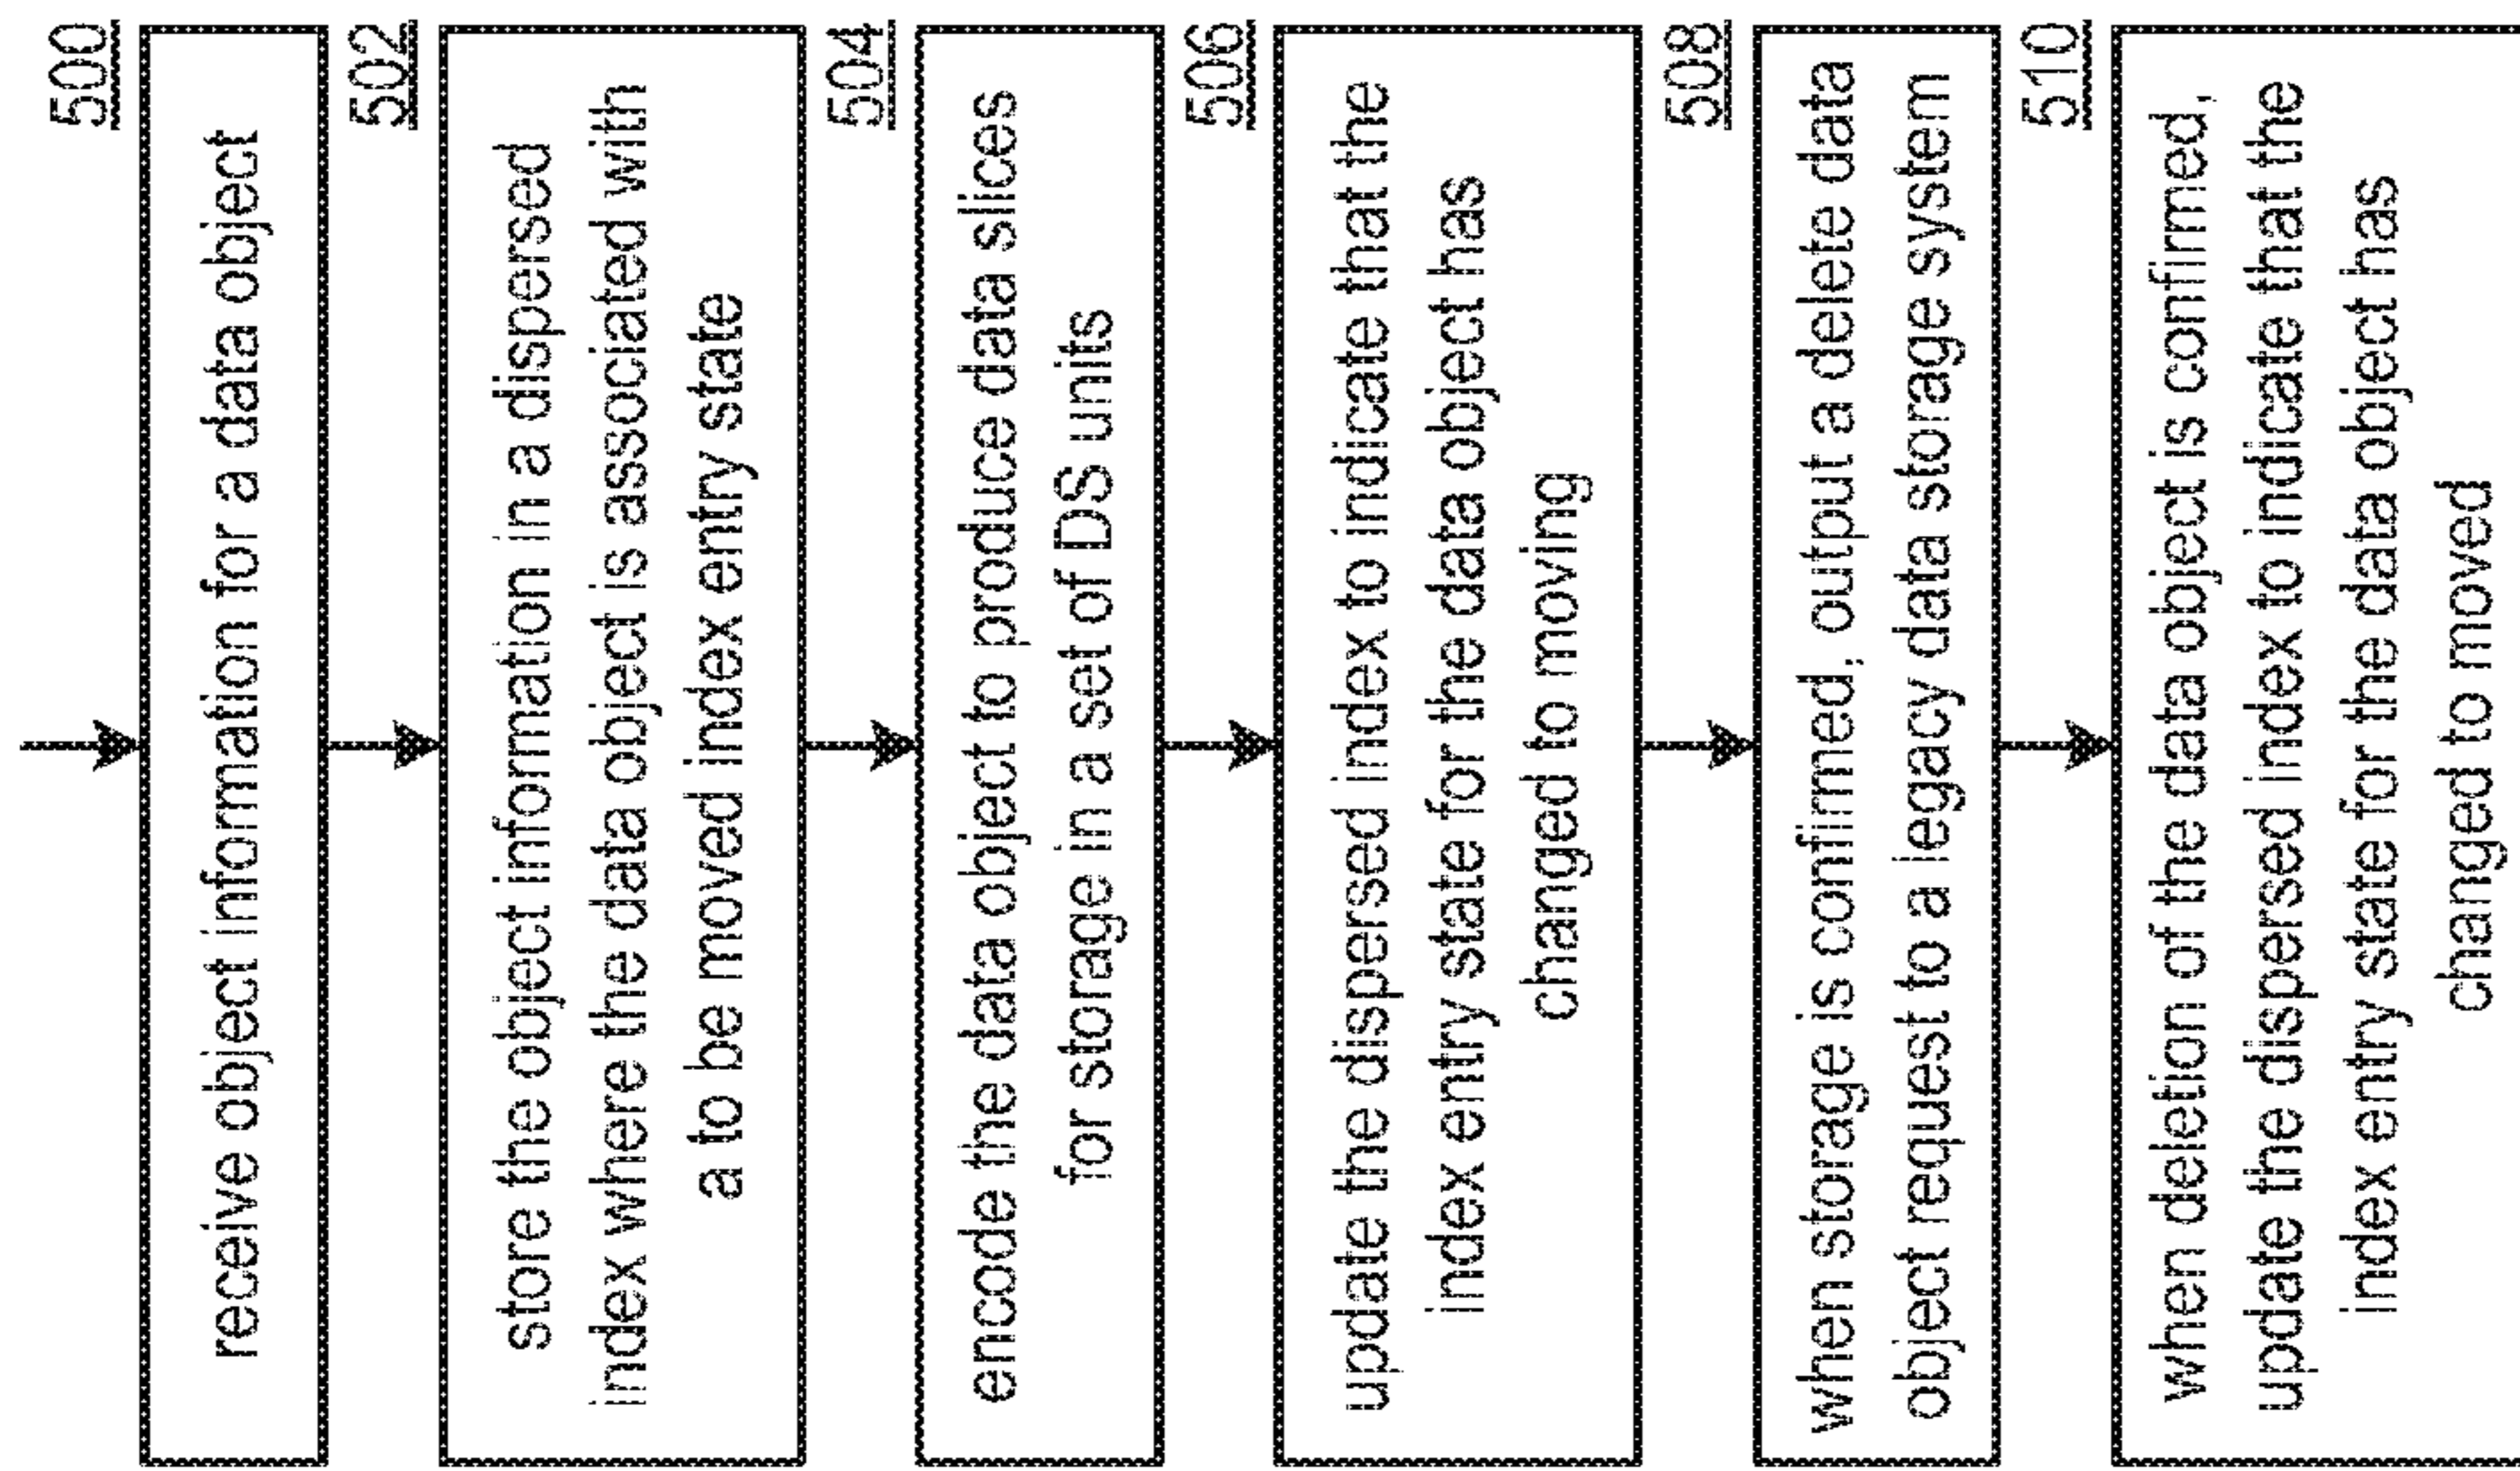 500
receive object information for a data object
502
store the object information in a dispersed
index where the data object is associated with
a to be moved index entry state
504
encode the data object to produce data slices
for storage in a set of DS units
506
update the dispersed index to indicate that the
index entry state for the data object has
changed to moving
508
when storage is confirmed, output a delete data
object request to a legacy data storage system
510
when deletion of the data object is confirmed,
update the dispersed index to indicate that the
index entry state for the data object has
changed to moved